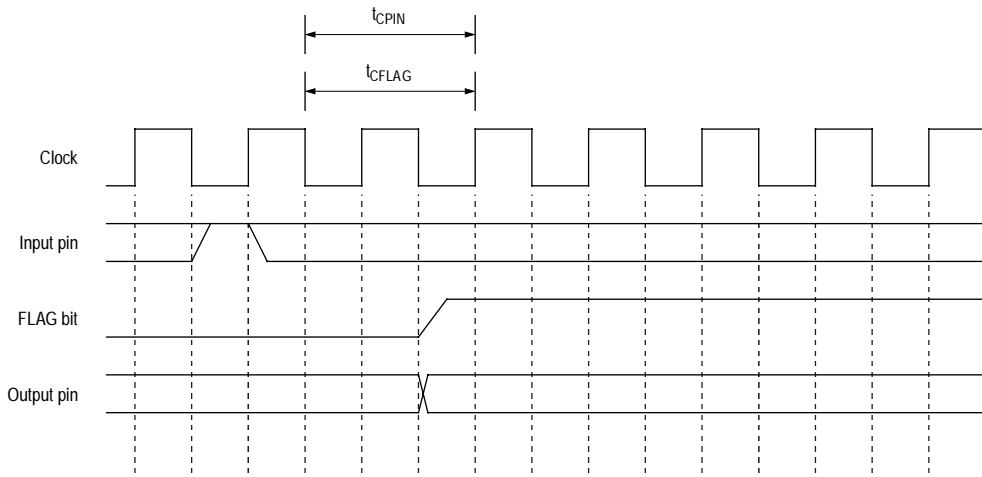 tCPIN
tCFLAG
Clock
Input pin
FLAG bit
Output pin